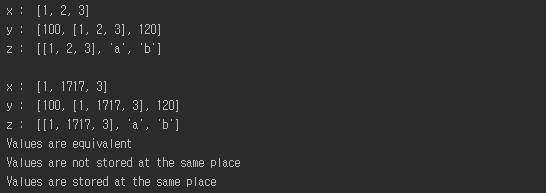 x :  [1, 2, 3]
y :  [100, [1, 2, 3], 120]
z :  [[1, 2, 3], 'a', 'b']

x :  [1, 1717, 3]
y :  [100, [1, 1717, 3], 120]
z :  [[1, 1717, 3], 'a', 'b']
Values are equivalent
Values are not stored at the same place
Values are stored at the same place